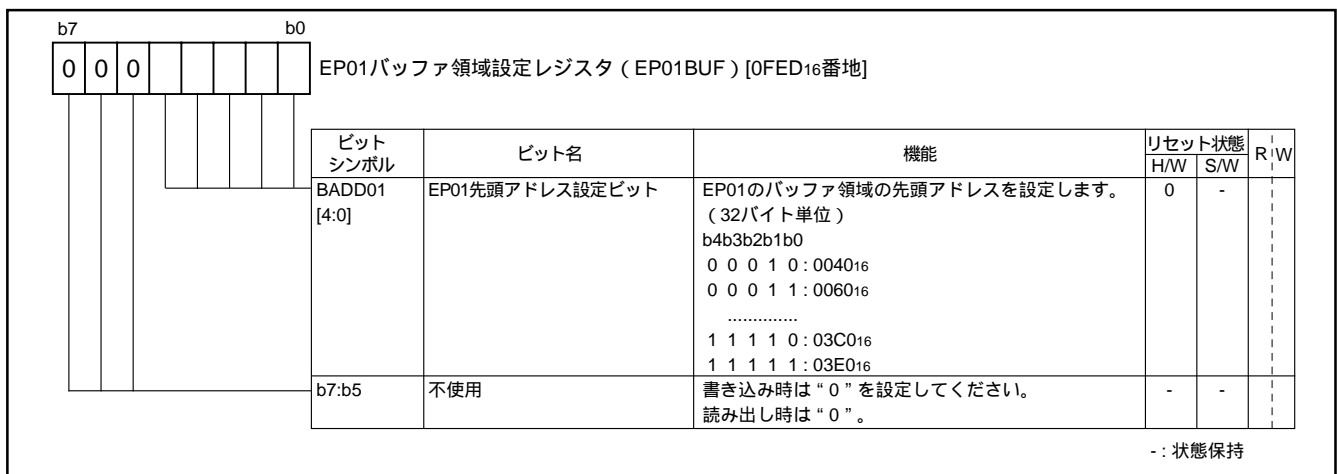 b7 b0
0 0 0
EP01バッファ領域設定レジスタ（EP01BUF）[0FED16番地]
ビットシンボル ビット名 機能 リセット状態 H/W S/W R W
BADD01 [4:0] EP01先頭アドレス設定ビット EP01のバッファ領域の先頭アドレスを設定します。 0 -
（32バイト単位）
b4b3b2b1b0
0 0 0 1 0 : 004016
0 0 0 1 1 : 006016
..............
1 1 1 1 0 : 03C016
1 1 1 1 1 : 03E016
b7:b5 不使用 書き込み時は“0”を設定してください。 - -
読み出し時は“0”。
- : 状態保持